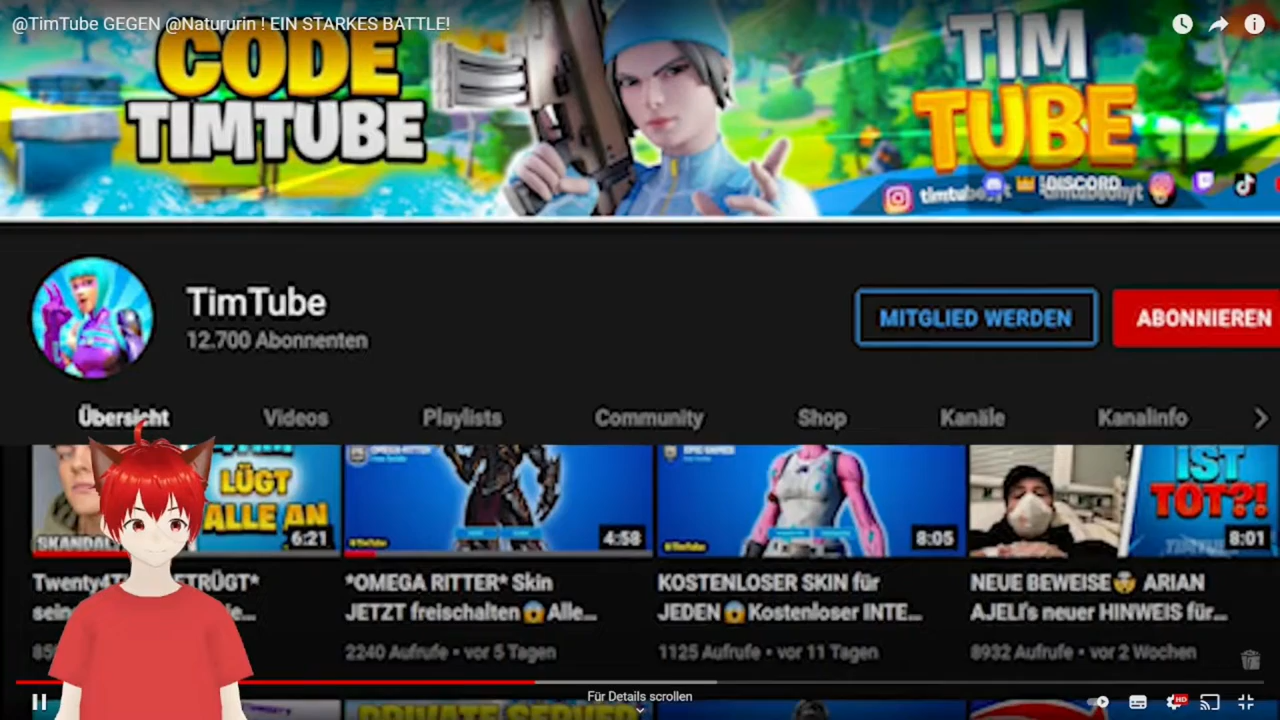 @TimTube GEGEN @Natururin ! EIN STARKES BATTLE!
CODE
TIMTUBE
TIM
TUBE
DISCORD
TimTube
12.700 Abonnenten
MITGLIED WERDEN
ABONNIEREN
Übersicht
Videos
Playlists
Community
Shop
Kanäle
Kanalinfo
LÜGT
ALLE AN
SKANDAL
6:21
4:58
8:05
IST
TOT?!
8:01
*OMEGA RITTER* Skin
JETZT freischalten😱Alle...
2240 Aufrufe • vor 5 Tagen
KOSTENLOSER SKIN für
JEDEN😱Kostenloser INTE...
1125 Aufrufe • vor 11 Tagen
NEUE BEWEISE🤯 ARIAN
AJELI's neuer HINWEIS für...
8932 Aufrufe • vor 2 Wochen
Für Details scrollen
HD